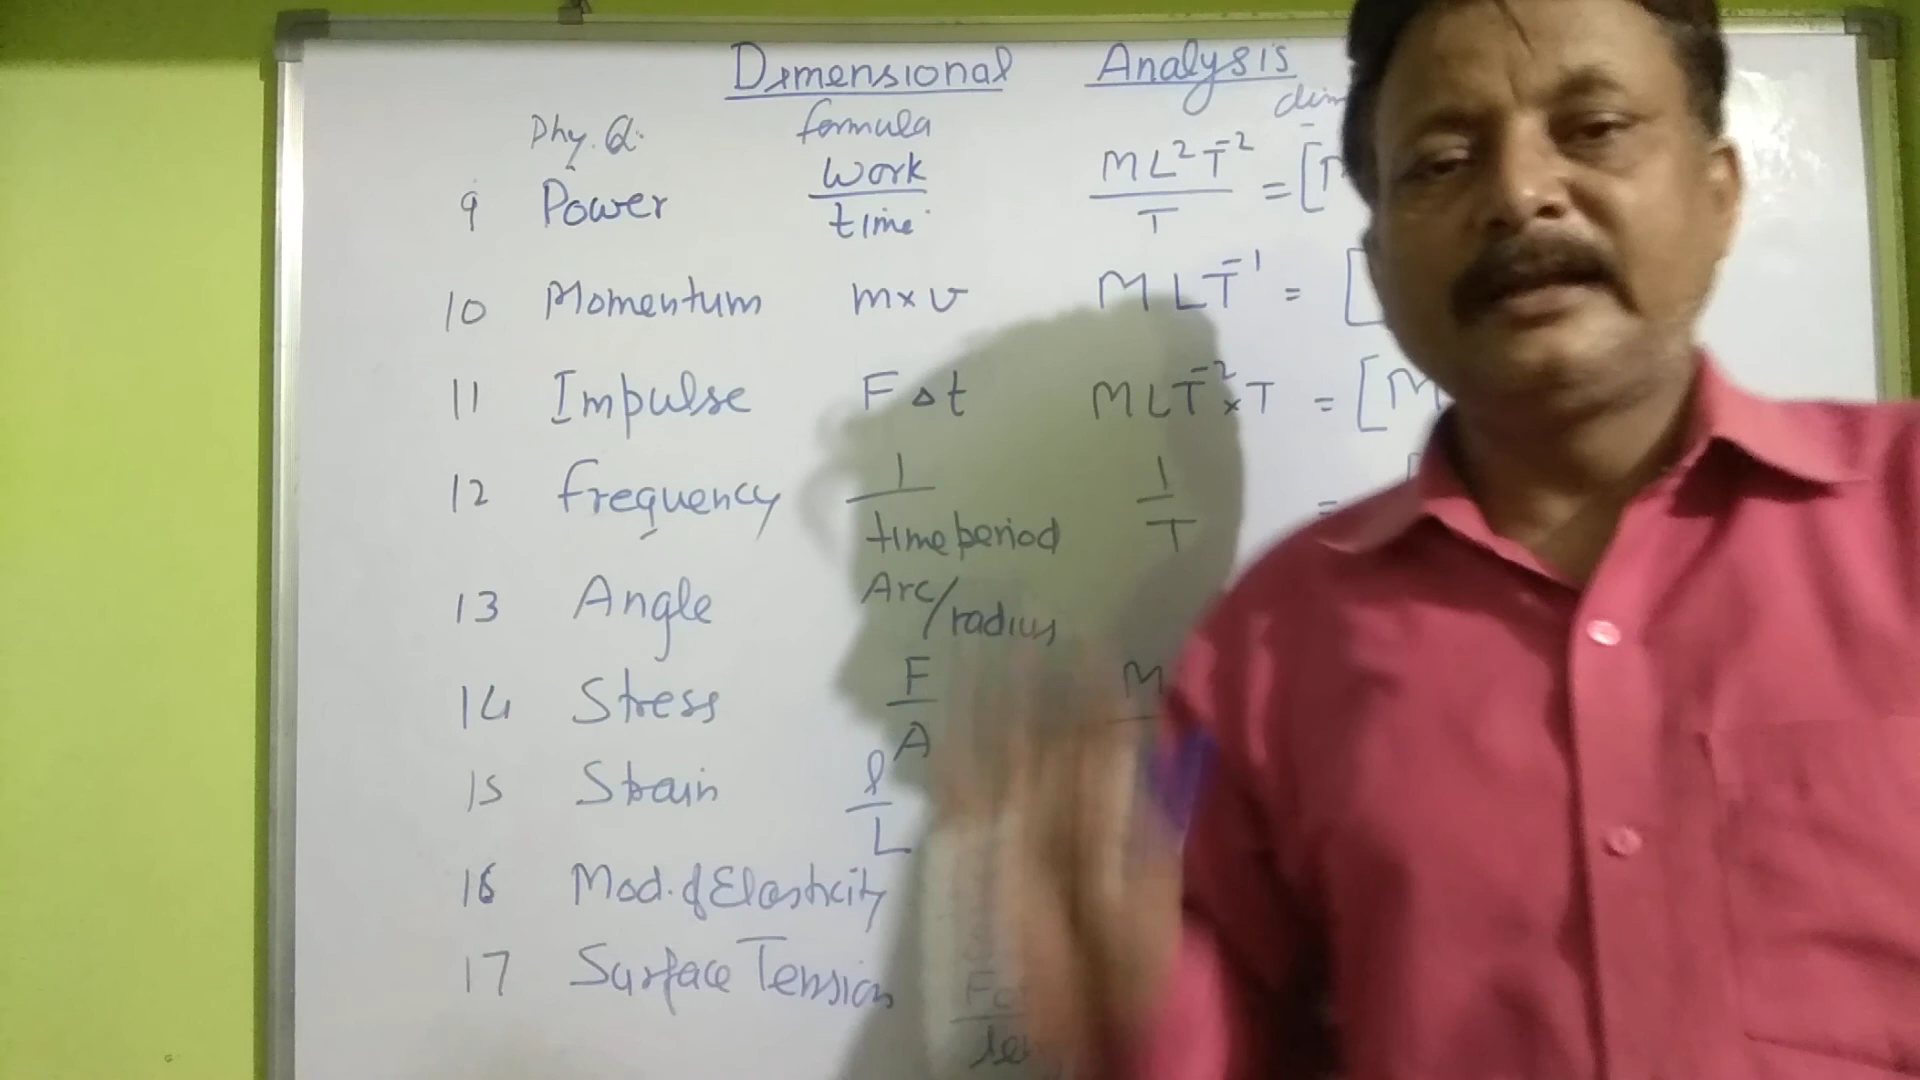 Dimensional Analysis
Phy. Q. formula dim
9 Power Work/time ML²T⁻²/T = [M
10 Momentum m×v MLT⁻¹ = [
11 Impulse FΔt MLT⁻²×T = [M
12 frequency 1/time period 1/T = [
13 Angle Arc/radius
14 Stress F/A M
15 Strain l/L
16 Mod. of Elasticity
17 Surface Tension